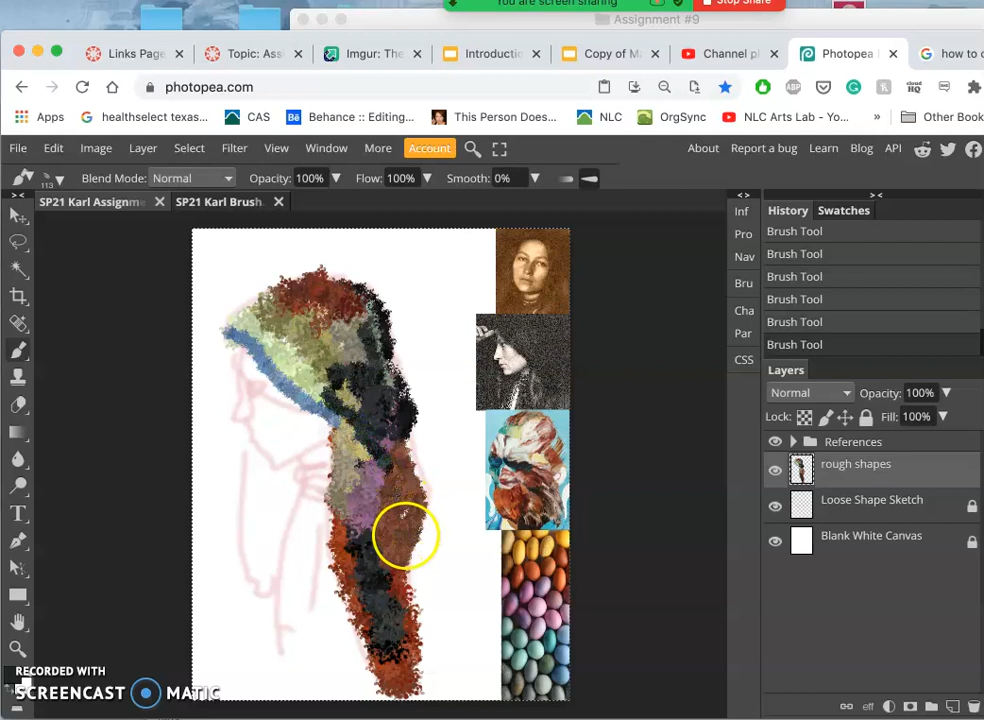 You are screen sharing Stop Share
Assignment #9
Links Page Topic: Assi Imgur: The Introductio Copy of Ma Channel pl Photopea how to c
photopea.com
Apps healthselect texas... CAS Behance :: Editing... This Person Does... NLC OrgSync NLC Arts Lab - Yo... » Other Book
File Edit Image Layer Select Filter View Window More Account About Report a bug Learn Blog API
113 Blend Mode: Normal Opacity: 100% Flow: 100% Smooth: 0%
SP21 Karl Assignme SP21 Karl Brush.
Inf
Pro
Nav
Bru
Cha
Par
CSS
History Swatches
Brush Tool
Brush Tool
Brush Tool
Brush Tool
Brush Tool
Brush Tool
Layers
Normal Opacity: 100%
Lock: Fill: 100%
References
rough shapes
Loose Shape Sketch
Blank White Canvas
eff
RECORDED WITH
SCREENCAST MATIC